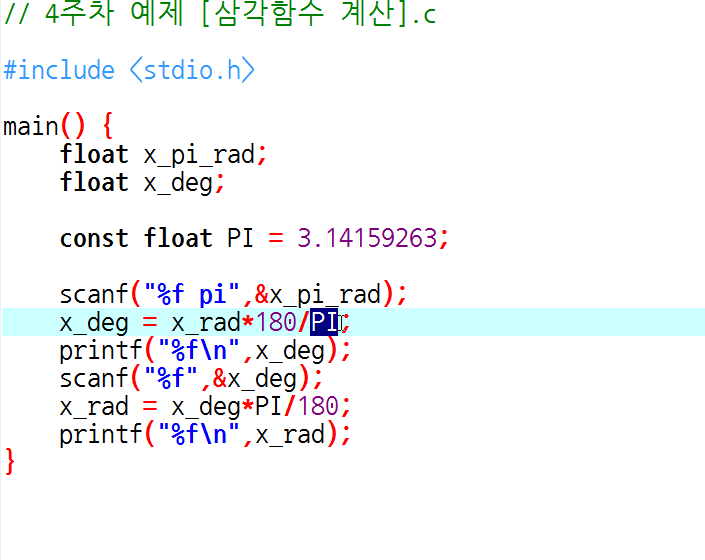 // 4주차 예제 [삼각함수 계산].c
#include <stdio.h>
main() {
float x_pi_rad;
float x_deg;
const float PI = 3.14159263;
scanf("%f pi",&x_pi_rad);
x_deg = x_rad*180/PI;
printf("%f\n",x_deg);
scanf("%f",&x_deg);
x_rad = x_deg*PI/180;
printf("%f\n",x_rad);
}